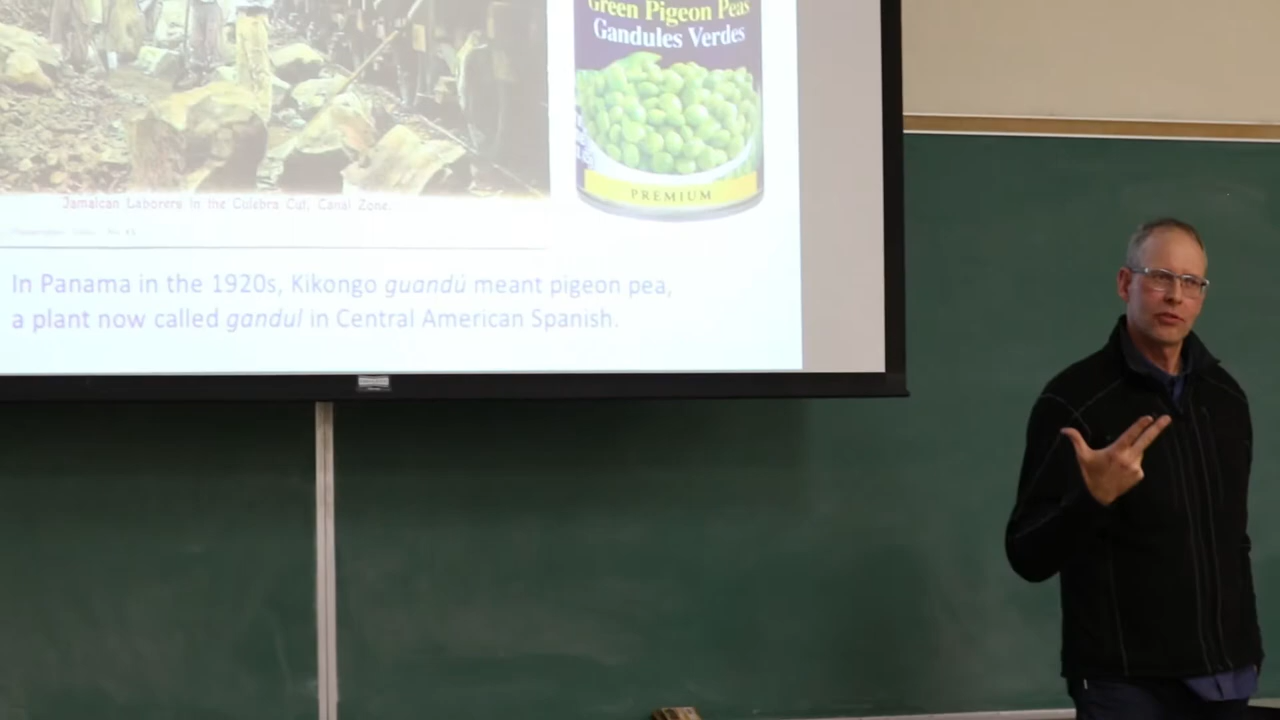 Green Pigeon Peas
Gandules Verdes
PREMIUM
Jamaican Laborers in the Culebra Cut, Canal Zone.
In Panama in the 1920s, Kikongo guandú meant pigeon pea,
a plant now called gandul in Central American Spanish.